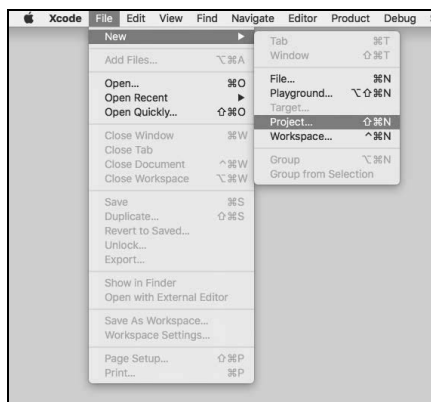 Xcode File Edit View Find Navigate Editor Product Debug S
New ▶
Add Files... ⌥⌘A
Open... ⌘O
Open Recent ▶
Open Quickly... ⇧⌘O
Close Window ⌘W
Close Tab
Close Document ^⌘W
Close Workspace ⌥⌘W
Save ⌘S
Duplicate... ⇧⌘S
Revert to Saved...
Unlock...
Export...
Show in Finder
Open with External Editor
Save As Workspace...
Workspace Settings...
Page Setup... ⇧⌘P
Print... ⌘P
Tab ⌘T
Window ⇧⌘T
File... ⌘N
Playground... ⌥⇧⌘N
Target...
Project... ⇧⌘N
Workspace... ^⌘N
Group ⌥⌘N
Group from Selection